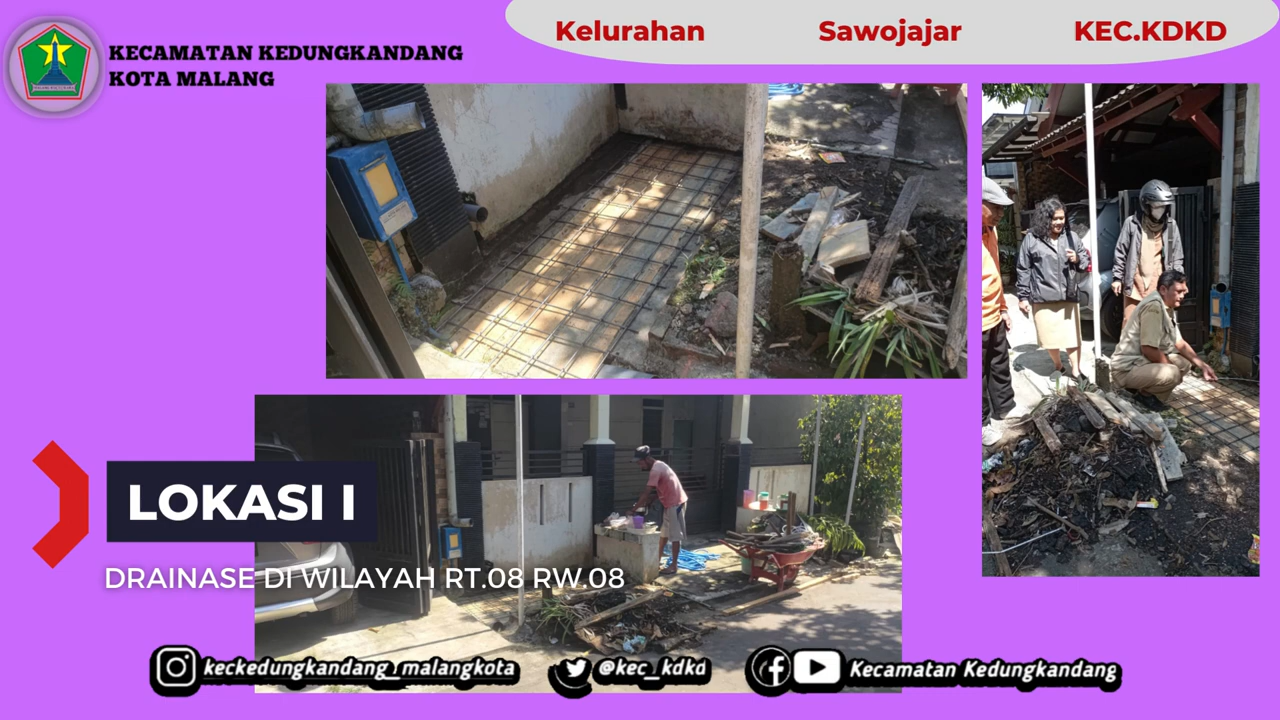 KECAMATAN KEDUNGKANDANG
KOTA MALANG
Kelurahan Sawojajar KEC.KDKD
LOKASI I
DRAINASE DI WILAYAH RT.08 RW.08
keckedungkandang_malangkota @kec_kdkd Kecamatan Kedungkandang